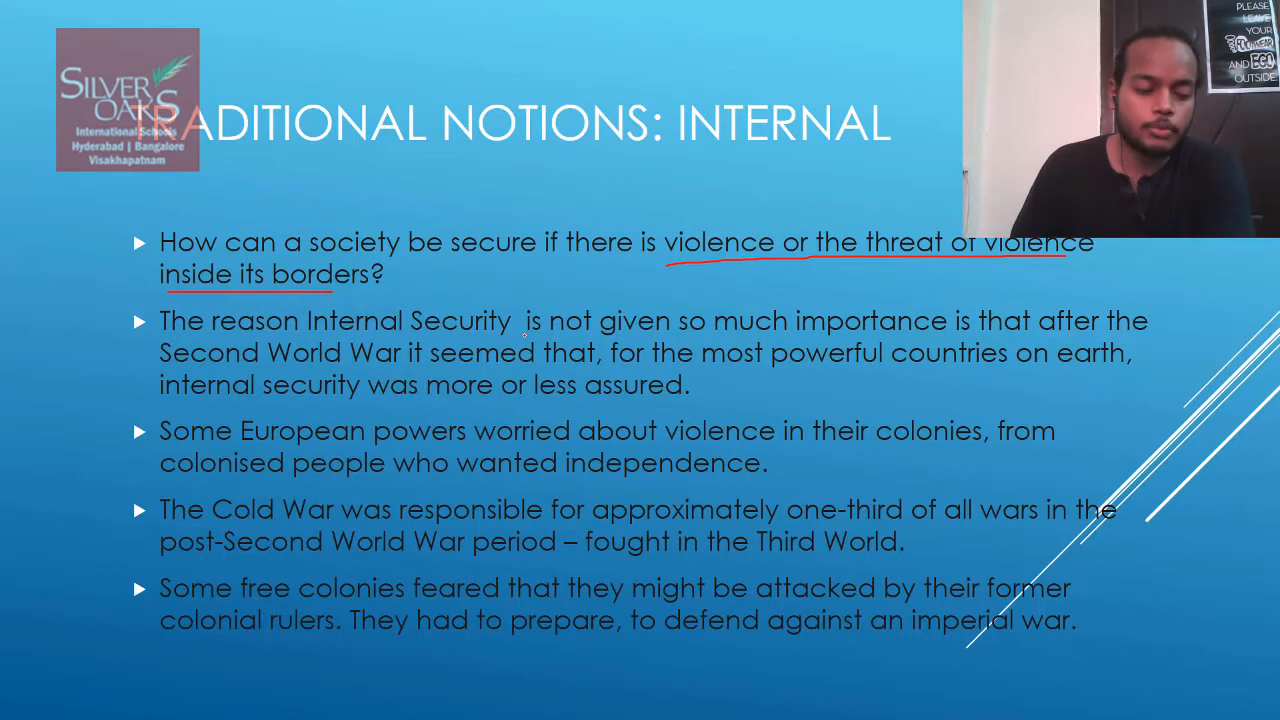 SILVER
OAKS
International Schools
Hyderabad | Bangalore
Visakhapatnam
TRADITIONAL NOTIONS: INTERNAL
PLEASE
LEAVE
YOUR
FOOTWEAR
AND EGO
OUTSIDE
How can a society be secure if there is violence or the threat of violence
inside its borders?
The reason Internal Security is not given so much importance is that after the
Second World War it seemed that, for the most powerful countries on earth,
internal security was more or less assured.
Some European powers worried about violence in their colonies, from
colonised people who wanted independence.
The Cold War was responsible for approximately one-third of all wars in the
post-Second World War period – fought in the Third World.
Some free colonies feared that they might be attacked by their former
colonial rulers. They had to prepare, to defend against an imperial war.